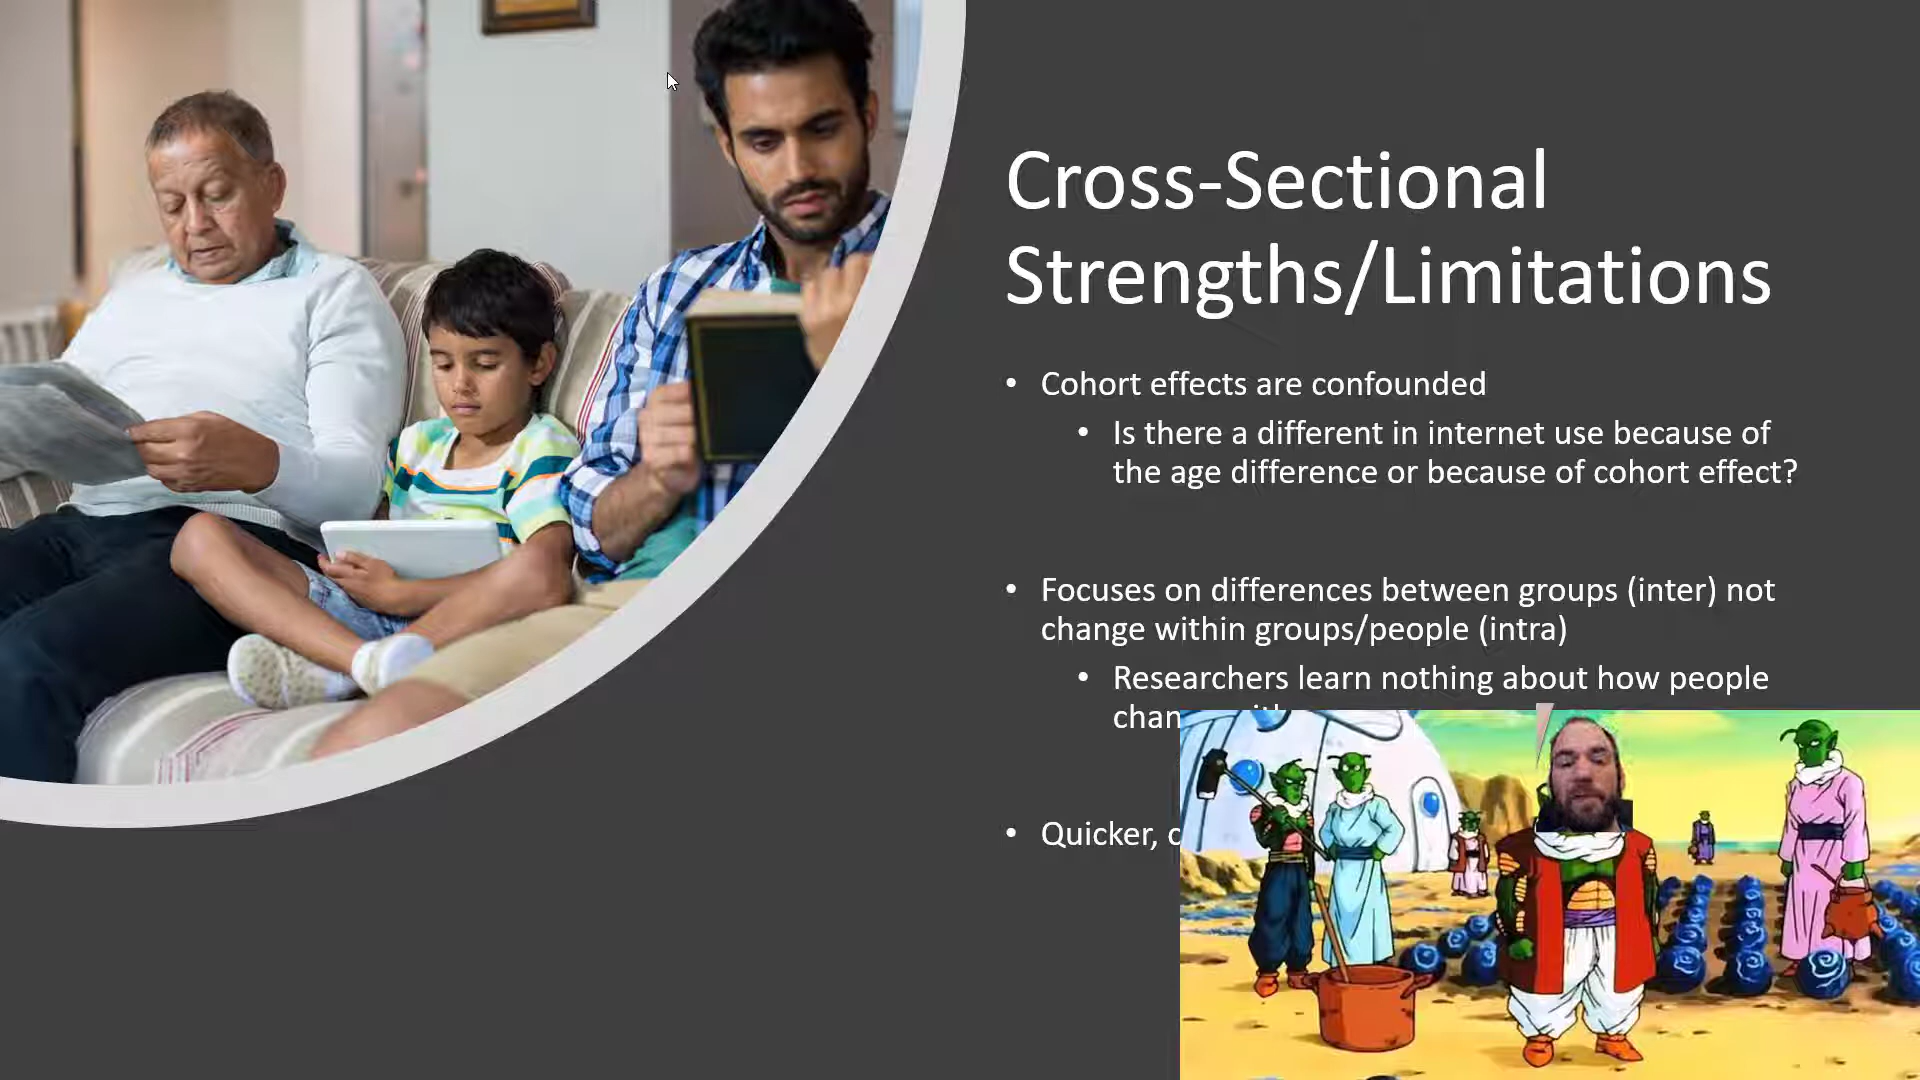 Cross-Sectional
Strengths/Limitations
• Cohort effects are confounded
• Is there a different in internet use because of
the age difference or because of cohort effect?
• Focuses on differences between groups (inter) not
change within groups/people (intra)
• Researchers learn nothing about how people
• Quicker,